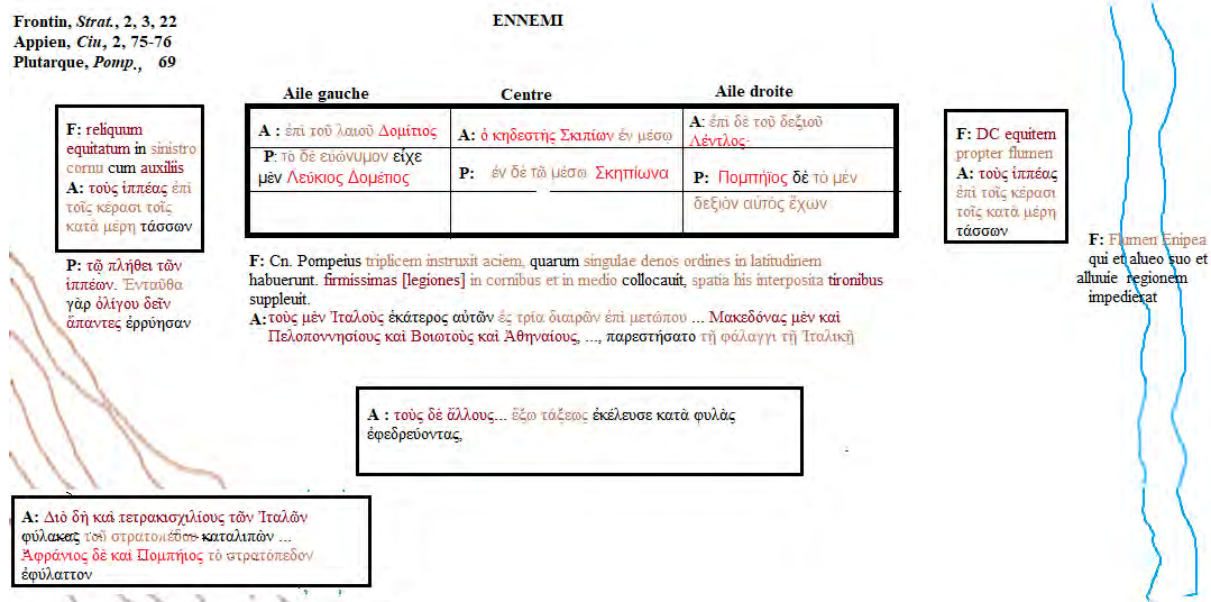 Frontin, Strat., 2, 3, 22
Appien, Ciu, 2, 75-76
Plutarque, Pomp., 69
ENNEMI
Aile gauche
Centre
Aile droite
F: reliquum
equitatum in sinistro
cornu cum auxiliis
A: τοὺς ἱππέας ἐπὶ
τοῖς κέρασι τοῖς
κατὰ μέρη τάσσων
P: τῷ πλήθει τῶν
ἱππέων. Ἐνταῦθα
γὰρ ὀλίγου δεῖν
ἅπαντες ἐρρύησαν
A : ἐπὶ τοῦ λαιοῦ Δομίτιος
A: ὁ κηδεστὴς Σκιπίων ἐν μέσῳ
A: ἐπὶ δὲ τοῦ δεξιοῦ
Λέντλος·
P: τὸ δὲ εὐώνυμον εἶχε
μὲν Λεύκιος Δομέτιος
P: ἐν δὲ τῷ μέσῳ Σκηπίωνα
P: Πομπήϊος δὲ τὸ μὲν
δεξιὸν αὐτὸς ἔχων
F: DC equitem
propter flumen
A: τοὺς ἱππέας
ἐπὶ τοῖς κέρασι
τοῖς κατὰ μέρη
τάσσων
F: Flumen Enipea
qui et alueo suo et
alluuie regionem
impedierat
F: Cn. Pompeius triplicem instruxit aciem, quarum singulae denos ordines in latitudinem
habuerunt. firmissimas [legiones] in cornibus et in medio collocauit, spatia his interposita tironibus
suppleuit.
A: τοὺς μὲν Ἰταλοὺς ἑκάτερος αὐτῶν ἐς τρία διαιρῶν ἐπὶ μετώπου ... Μακεδόνας μὲν καὶ
Πελοποννησίους καὶ Βοιωτοὺς καὶ Ἀθηναίους, ..., παρεστήσατο τῇ φάλαγγι τῇ Ἰταλικῇ
A : τοὺς δὲ ἄλλους... ἔξω τάξεως ἐκέλευσε κατὰ φυλὰς
ἐφεδρεύοντας,
A: Διὸ δὴ καὶ τετρακισχιλίους τῶν Ἰταλῶν
φύλακας τοῦ στρατοπέδου καταλιπὼν ...
Ἀφράνιος δὲ καὶ Πομπήιος τὸ στρατόπεδον
ἐφύλαττον